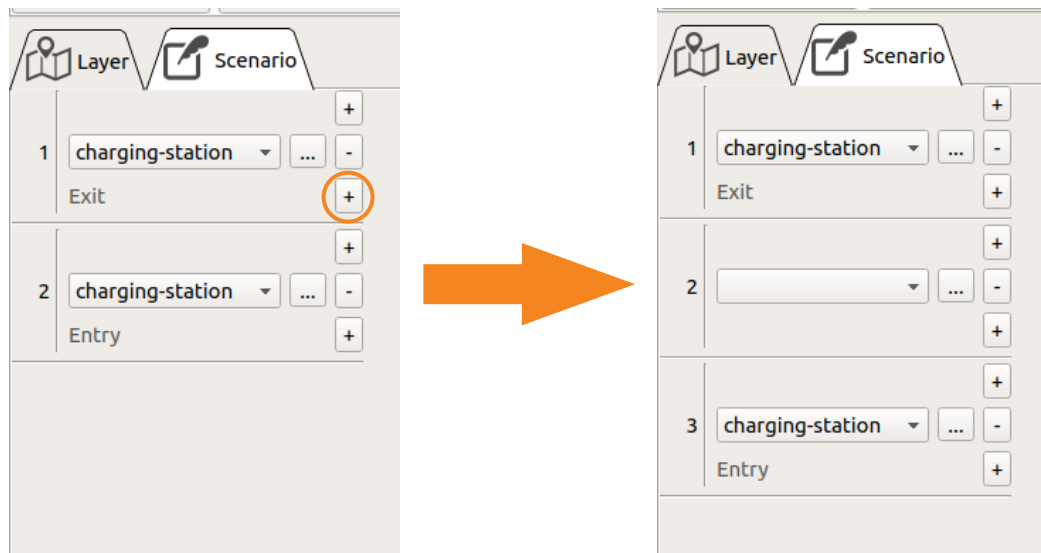 Layer Scenario
+
1 charging-station ... -
Exit +
+
2 charging-station ... -
Entry +
Layer Scenario
+
1 charging-station ... -
Exit +
+
2 ... -
+
+
3 charging-station ... -
Entry +